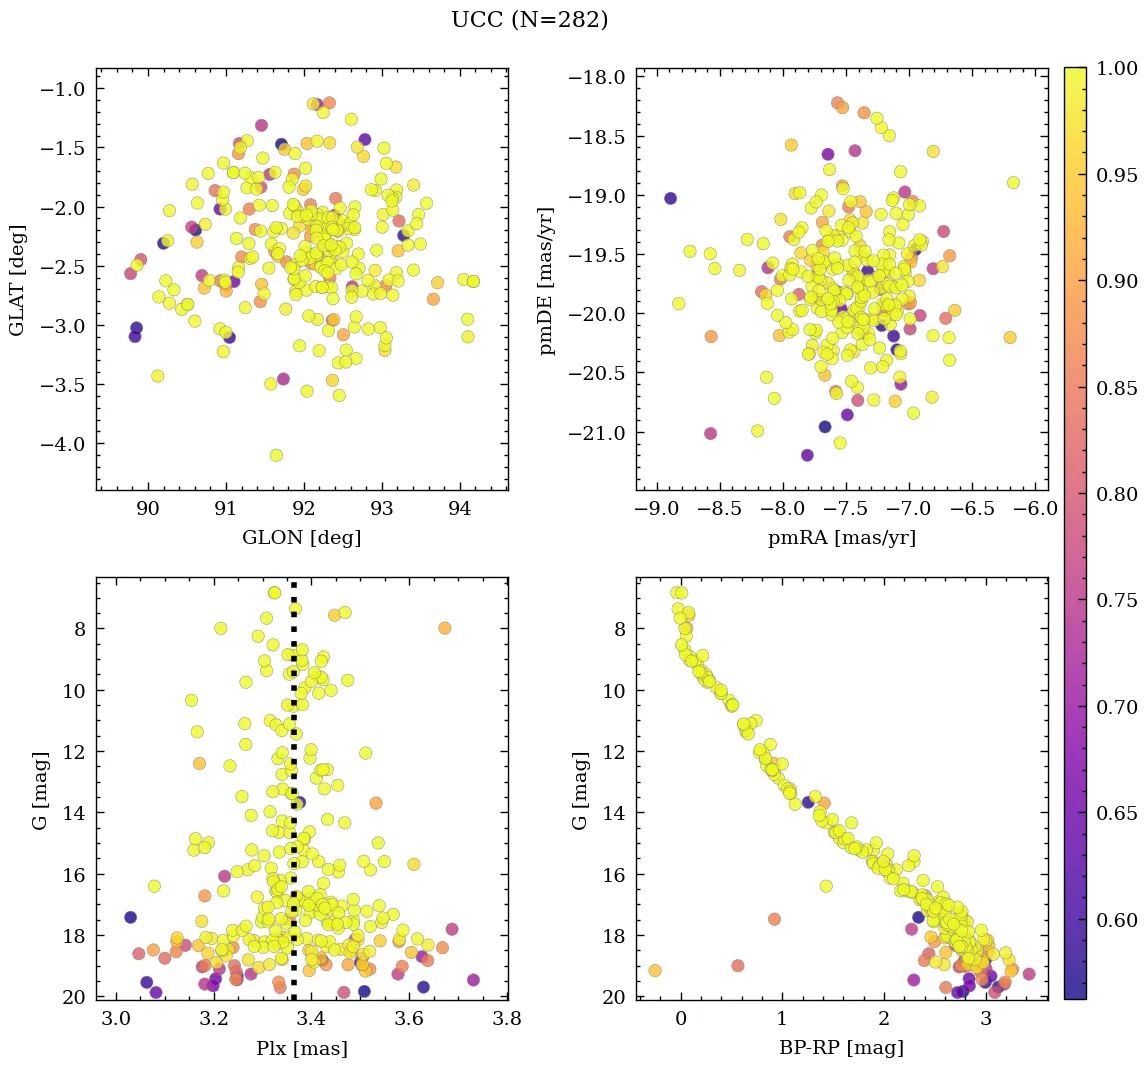 UCC (N=282)
−1.0
−1.5
−2.0
−2.5
−3.0
−3.5
−4.0
GLAT [deg]
90 91 92 93 94
GLON [deg]
−18.0
−18.5
−19.0
−19.5
−20.0
−20.5
−21.0
pmDE [mas/yr]
−9.0 −8.5 −8.0 −7.5 −7.0 −6.5 −6.0
pmRA [mas/yr]
8
10
12
14
16
18
20
G [mag]
3.0 3.2 3.4 3.6 3.8
Plx [mas]
8
10
12
14
16
18
20
G [mag]
0 1 2 3
BP-RP [mag]
1.00
0.95
0.90
0.85
0.80
0.75
0.70
0.65
0.60